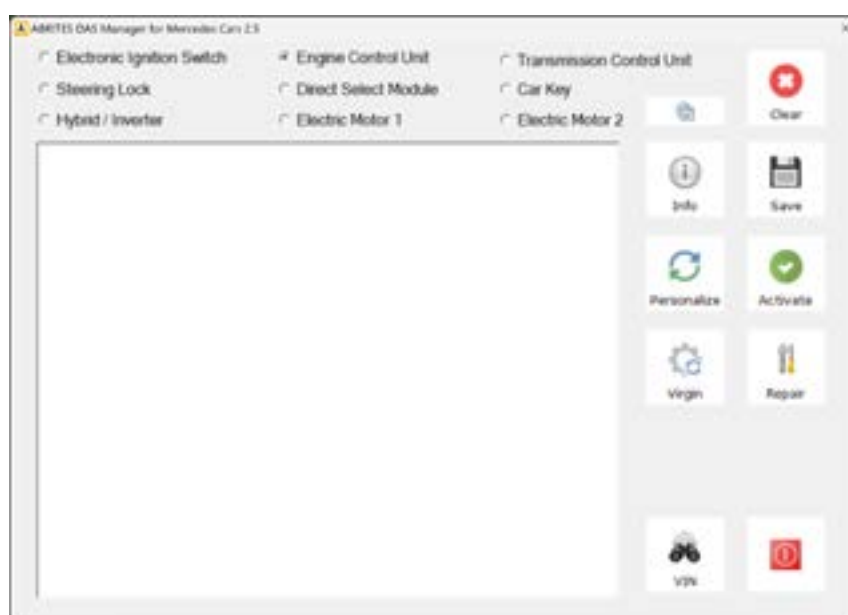 ABRITES DAS Manager for Mercedes Cars 2.5
Electronic Ignition Switch Engine Control Unit Transmission Control Unit
Steering Lock Direct Select Module Car Key
Hybrid / Inverter Electric Motor 1 Electric Motor 2
Clear
Info Save
Personalize Activate
Virgin Repair
VIN